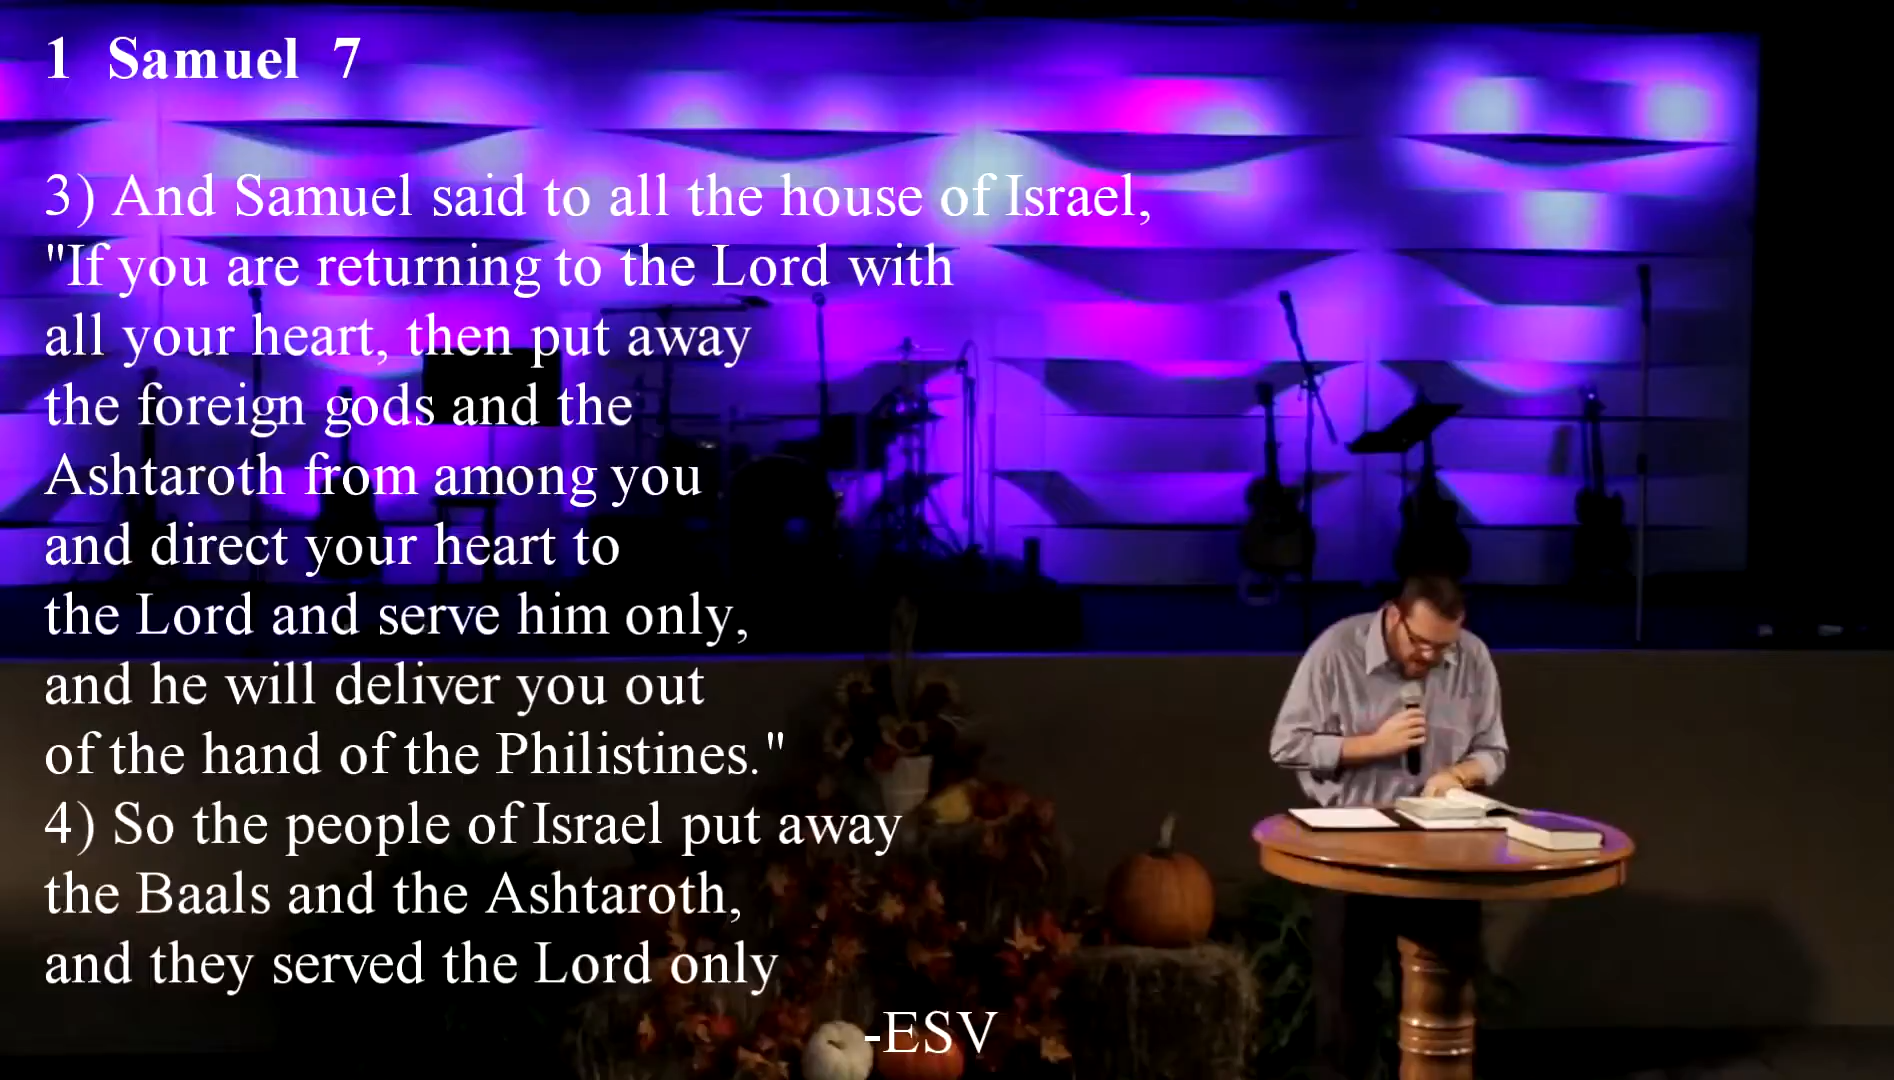 1 Samuel 7
3) And Samuel said to all the house of Israel,
"If you are returning to the Lord with
all your heart, then put away
the foreign gods and the
Ashtaroth from among you
and direct your heart to
the Lord and serve him only,
and he will deliver you out
of the hand of the Philistines."
4) So the people of Israel put away
the Baals and the Ashtaroth,
and they served the Lord only
-ESV